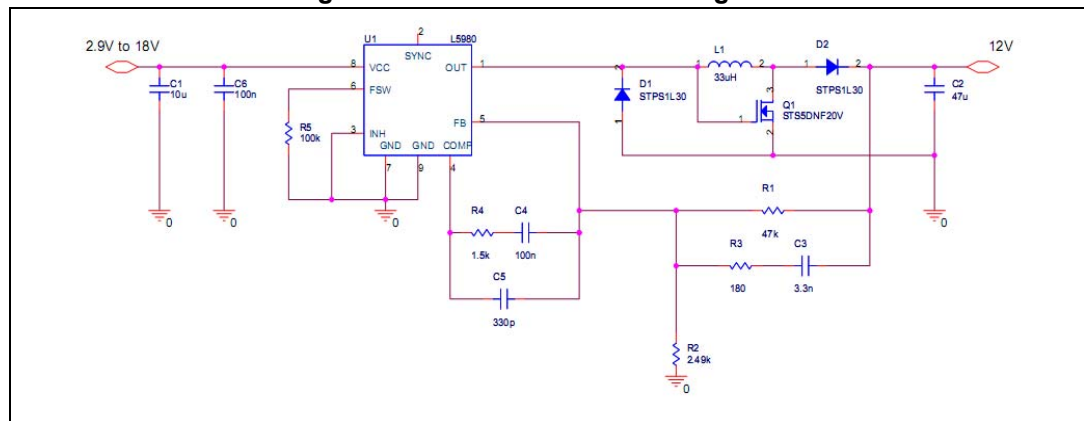 2.9V to 18V
C1
10u
C6
100n
0
0
R5
100k
U1
L5980
2
SYNC
8
VCC
OUT
1
6
FSW
3
INH
FB
5
GND
GND
COMP
7
9
4
0
R4
1.5k
C4
100n
C5
330p
2
D1
STPS1L30
1
1
L1
2
33uH
3
1
Q1
STS5DNF20V
2
D2
1
2
STPS1L30
12V
C2
47u
0
R1
47k
R3
180
C3
3.3n
R2
2.49k
0